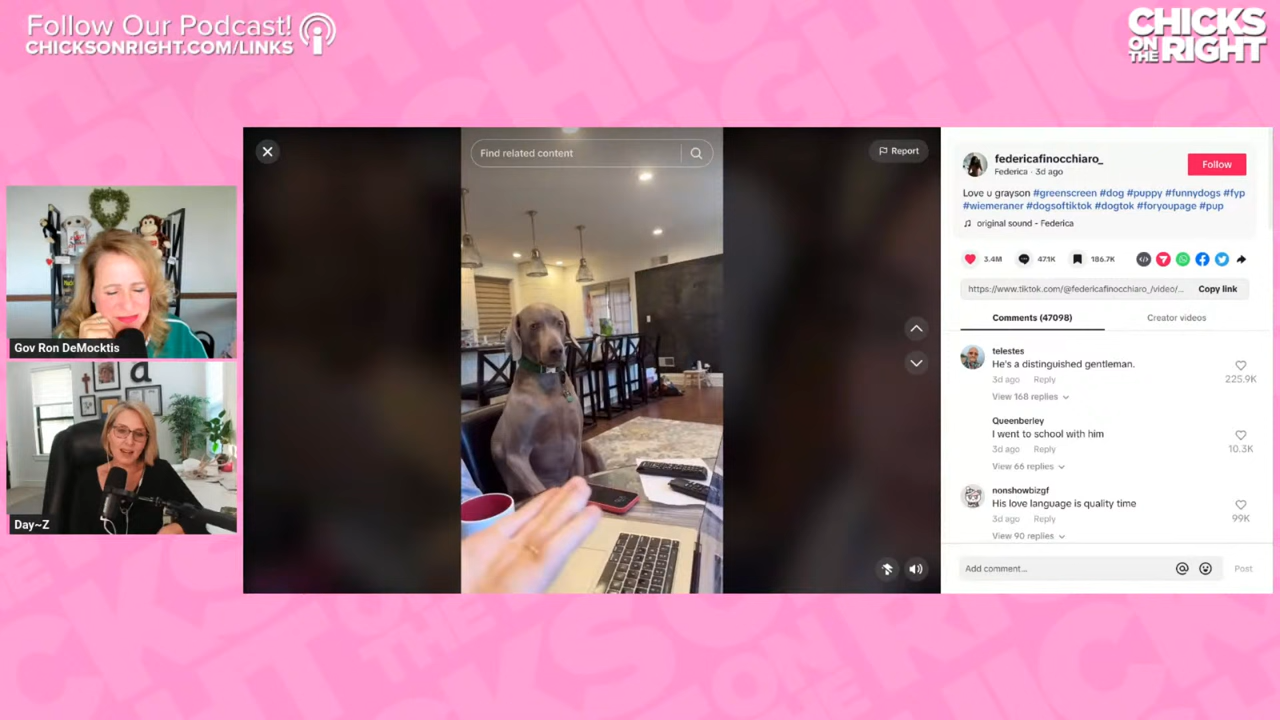 Follow Our Podcast!
CHICKSONRIGHT.COM/LINKS
CHICKS
ON THE RIGHT
Gov Ron DeMocktis
a
Day~Z
Find related content
Report
federicafinocchiaro_
Federica · 3d ago
Follow
Love u grayson #greenscreen #dog #puppy #funnydogs #fyp
#wiemeraner #dogsoftiktok #dogtok #foryoupage #pup
original sound - Federica
3.4M
47.1K
186.7K
https://www.tiktok.com/@federicafinocchiaro_/video/...
Copy link
Comments (47098)
Creator videos
telestes
He's a distinguished gentleman.
3d ago Reply
225.9K
View 168 replies
Queenberley
I went to school with him
3d ago Reply
10.3K
View 66 replies
nonshowbizgf
His love language is quality time
3d ago Reply
99K
View 90 replies
Add comment...
@
Post